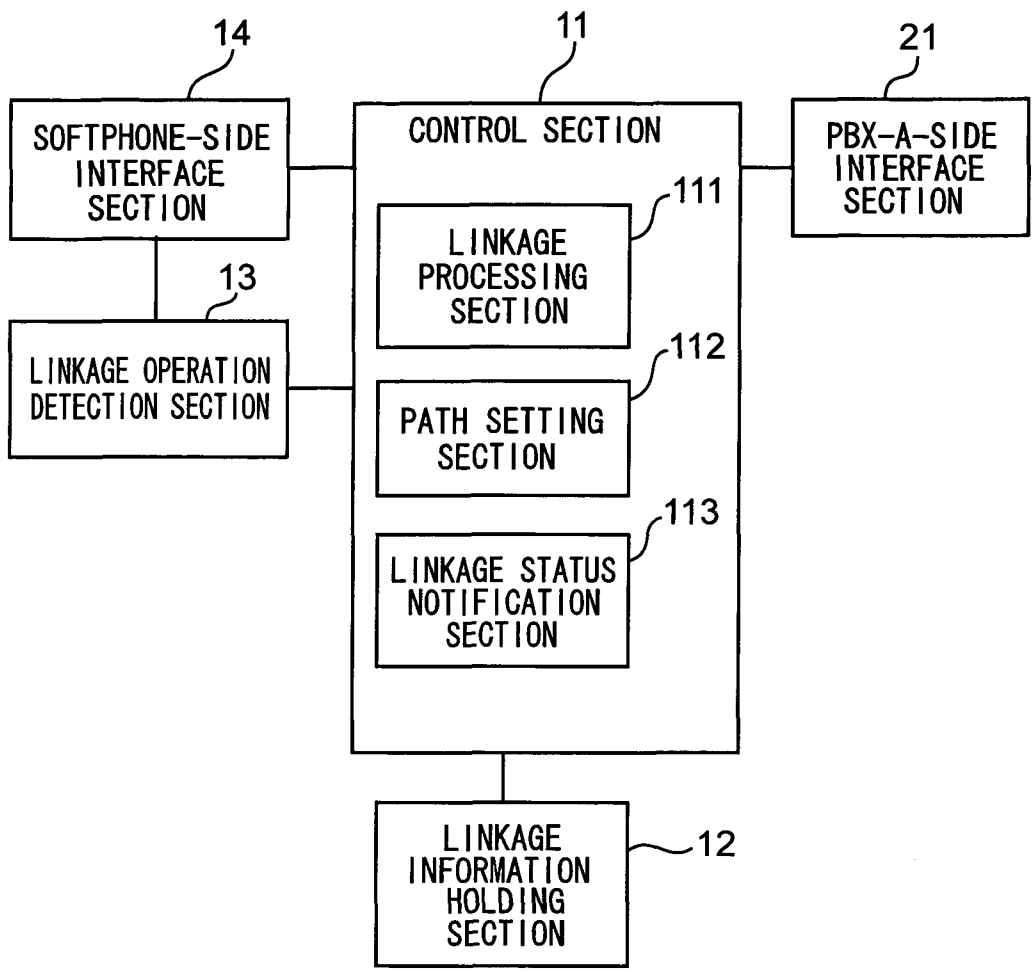 14
11
21
SOFTPHONE-SIDE
INTERFACE
SECTION
CONTROL SECTION
PBX-A-SIDE
INTERFACE
SECTION
111
LINKAGE
PROCESSING
SECTION
13
LINKAGE OPERATION
DETECTION SECTION
112
PATH SETTING
SECTION
113
LINKAGE STATUS
NOTIFICATION
SECTION
LINKAGE
INFORMATION
HOLDING
SECTION
12